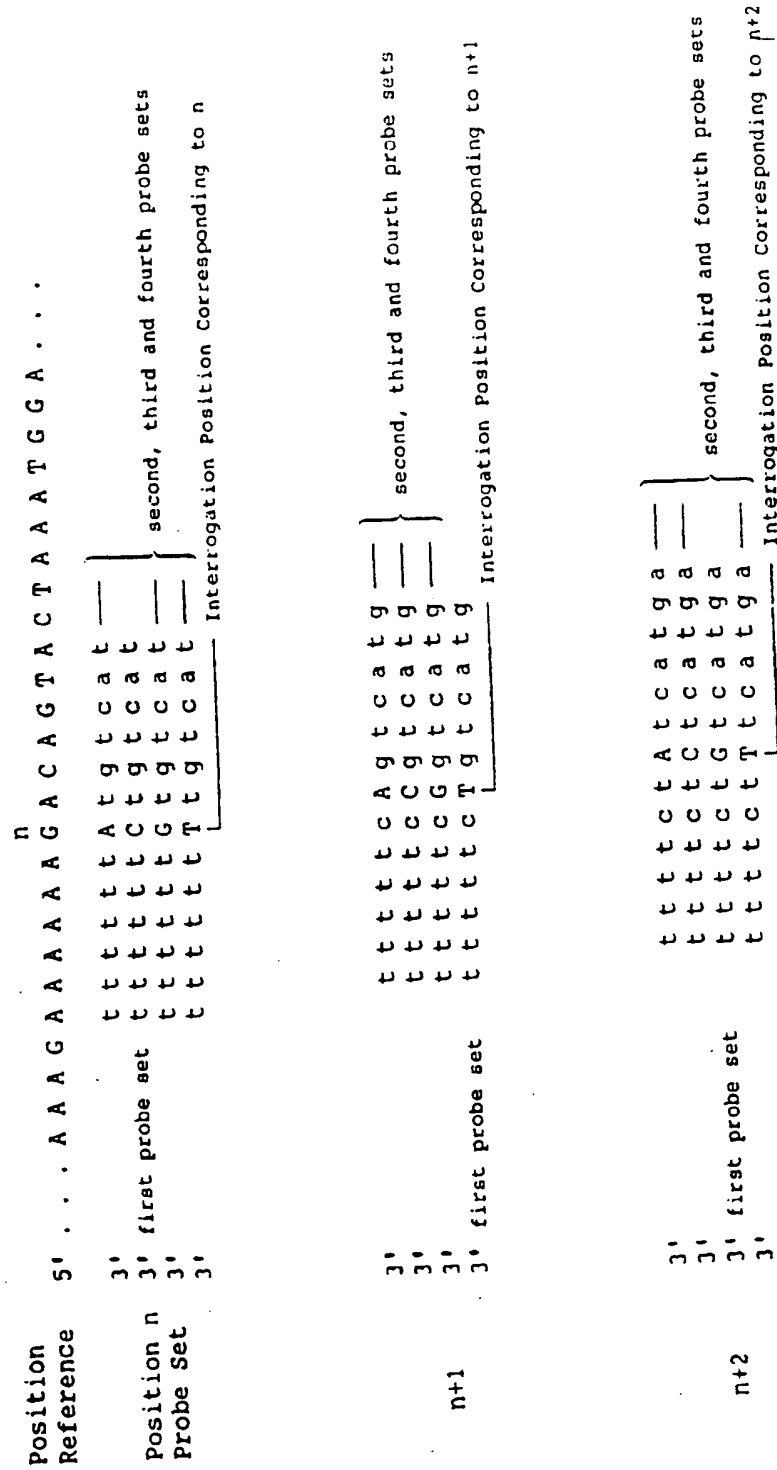 Position n
Reference 5' . . . A A A G A A A A A A G A C A G T A C T A A A T G G A . . .
Position n 3' t t t t t t A t g t c a t
Probe Set 3' first probe set t t t t t t C t g t c a t
3' t t t t t t G t g t c a t second, third and fourth probe sets
3' t t t t t t T t g t c a t
Interrogation Position Corresponding to n
3' t t t t t c A g t c a t g
3' t t t t t c C g t c a t g second, third and fourth probe sets
n+1 3' t t t t t c G g t c a t g
3' first probe set t t t t t c T g t c a t g
Interrogation Position Corresponding to n+1
3' t t t t c t A t c a t g a
3' t t t t c t C t c a t g a second, third and fourth probe sets
n+2 3' first probe set t t t t c t G t c a t g a
3' t t t t c t T t c a t g a
Interrogation Position Corresponding to n+2